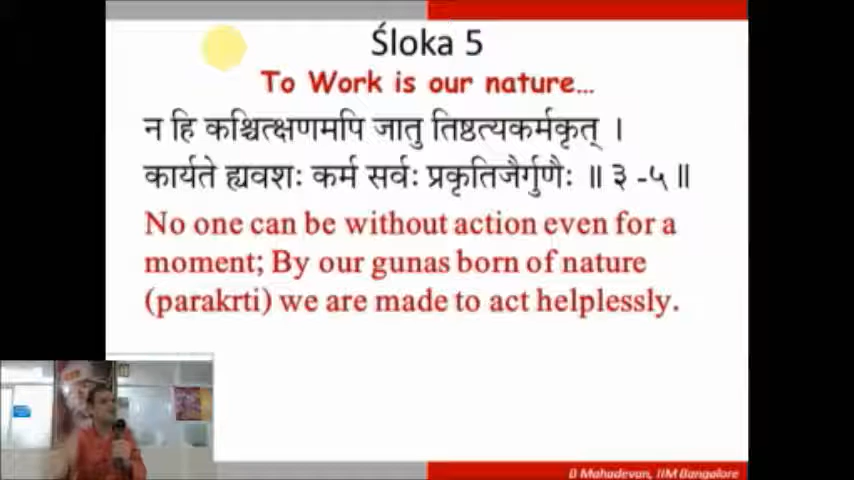 Śloka 5
To Work is our nature...
न हि कश्चित्क्षणमपि जातु तिष्ठत्यकर्मकृत् ।
कार्यते ह्यवशः कर्म सर्वः प्रकृतिजैर्गुणैः ॥ ३ -५ ॥
No one can be without action even for a
moment; By our gunas born of nature
(parakrti) we are made to act helplessly.
B Mahadevan, IIM Bangalore